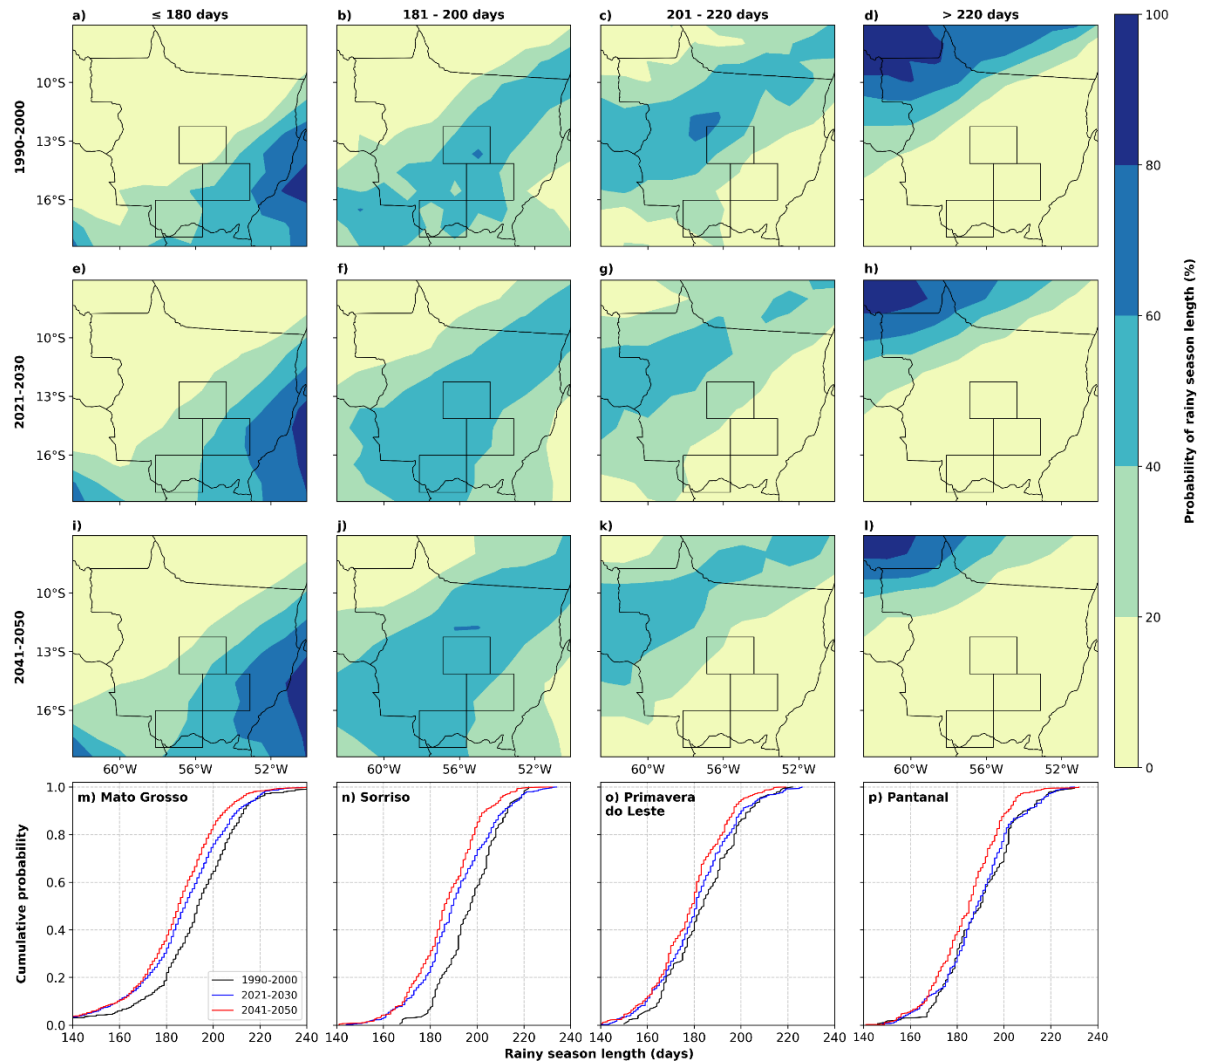 a) ≤ 180 days
b) 181 - 200 days
c) 201 - 220 days
d) > 220 days
100
10°S
13°S
16°S
1990-2000
80
e)
f)
g)
h)
10°S
13°S
16°S
2021-2030
60
Probability of rainy season length (%)
40
i)
j)
k)
l)
10°S
13°S
16°S
2041-2050
20
0
60°W 56°W 52°W
60°W 56°W 52°W
60°W 56°W 52°W
60°W 56°W 52°W
Cumulative probability
1.0
0.8
0.6
0.4
0.2
0.0
m) Mato Grosso
1990-2000
2021-2030
2041-2050
n) Sorriso
o) Primavera
do Leste
p) Pantanal
140 160 180 200 220 240
140 160 180 200 220 240
140 160 180 200 220 240
140 160 180 200 220 240
Rainy season length (days)